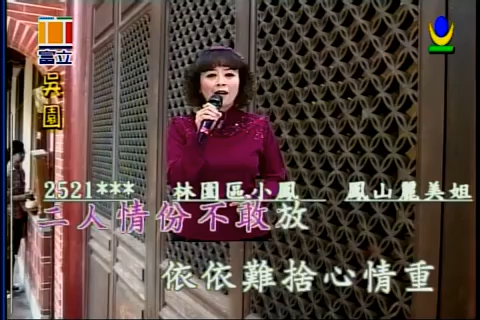 富立
吳園
2521***　林園區小鳳　鳳山麗美姐
二人情份不敢放
依依難捨心情重